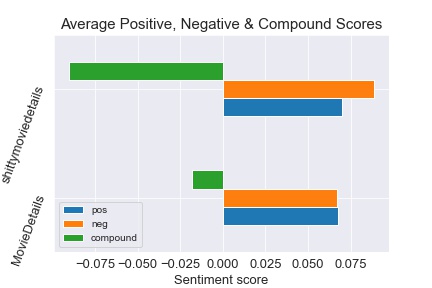 Average Positive, Negative & Compound Scores
shittymoviedetails
MovieDetails
pos
neg
compound
−0.075 −0.050 −0.025 0.000 0.025 0.050 0.075
Sentiment score